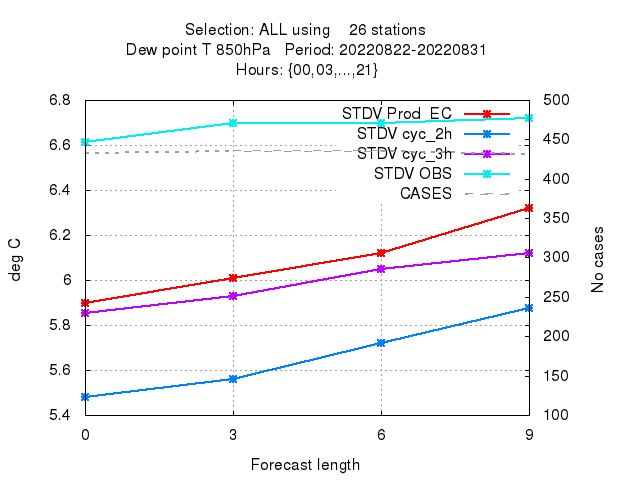 Selection: ALL using 26 stations
Dew point T 850hPa Period: 20220822-20220831
Hours: {00,03,...,21}
6.8
6.6
6.4
6.2
6
5.8
5.6
5.4
deg C
STDV Prod_EC
STDV cyc_2h
STDV cyc_3h
STDV OBS
CASES
500
450
400
350
300
250
200
150
100
No cases
0 3 6 9
Forecast length